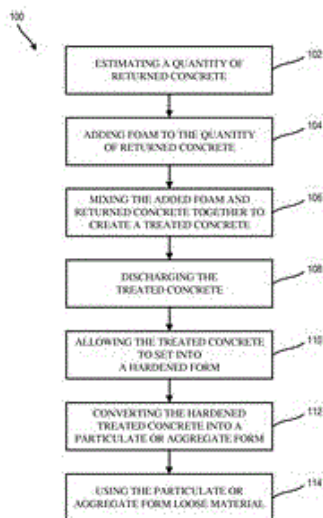 100
ESTIMATING A QUANTITY OF
RETURNED CONCRETE
102
ADDING FOAM TO THE QUANTITY
OF RETURNED CONCRETE
104
MIXING THE ADDED FOAM AND
RETURNED CONCRETE TOGETHER TO
CREATE A TREATED CONCRETE
106
DISCHARGING THE
TREATED CONCRETE
108
ALLOWING THE TREATED CONCRETE
TO SET INTO
A HARDENED FORM
110
CONVERTING THE HARDENED
TREATED CONCRETE INTO A
PARTICULATE OR AGGREGATE FORM
112
USING THE PARTICULATE OR
AGGREGATE FORM LOOSE MATERIAL
114